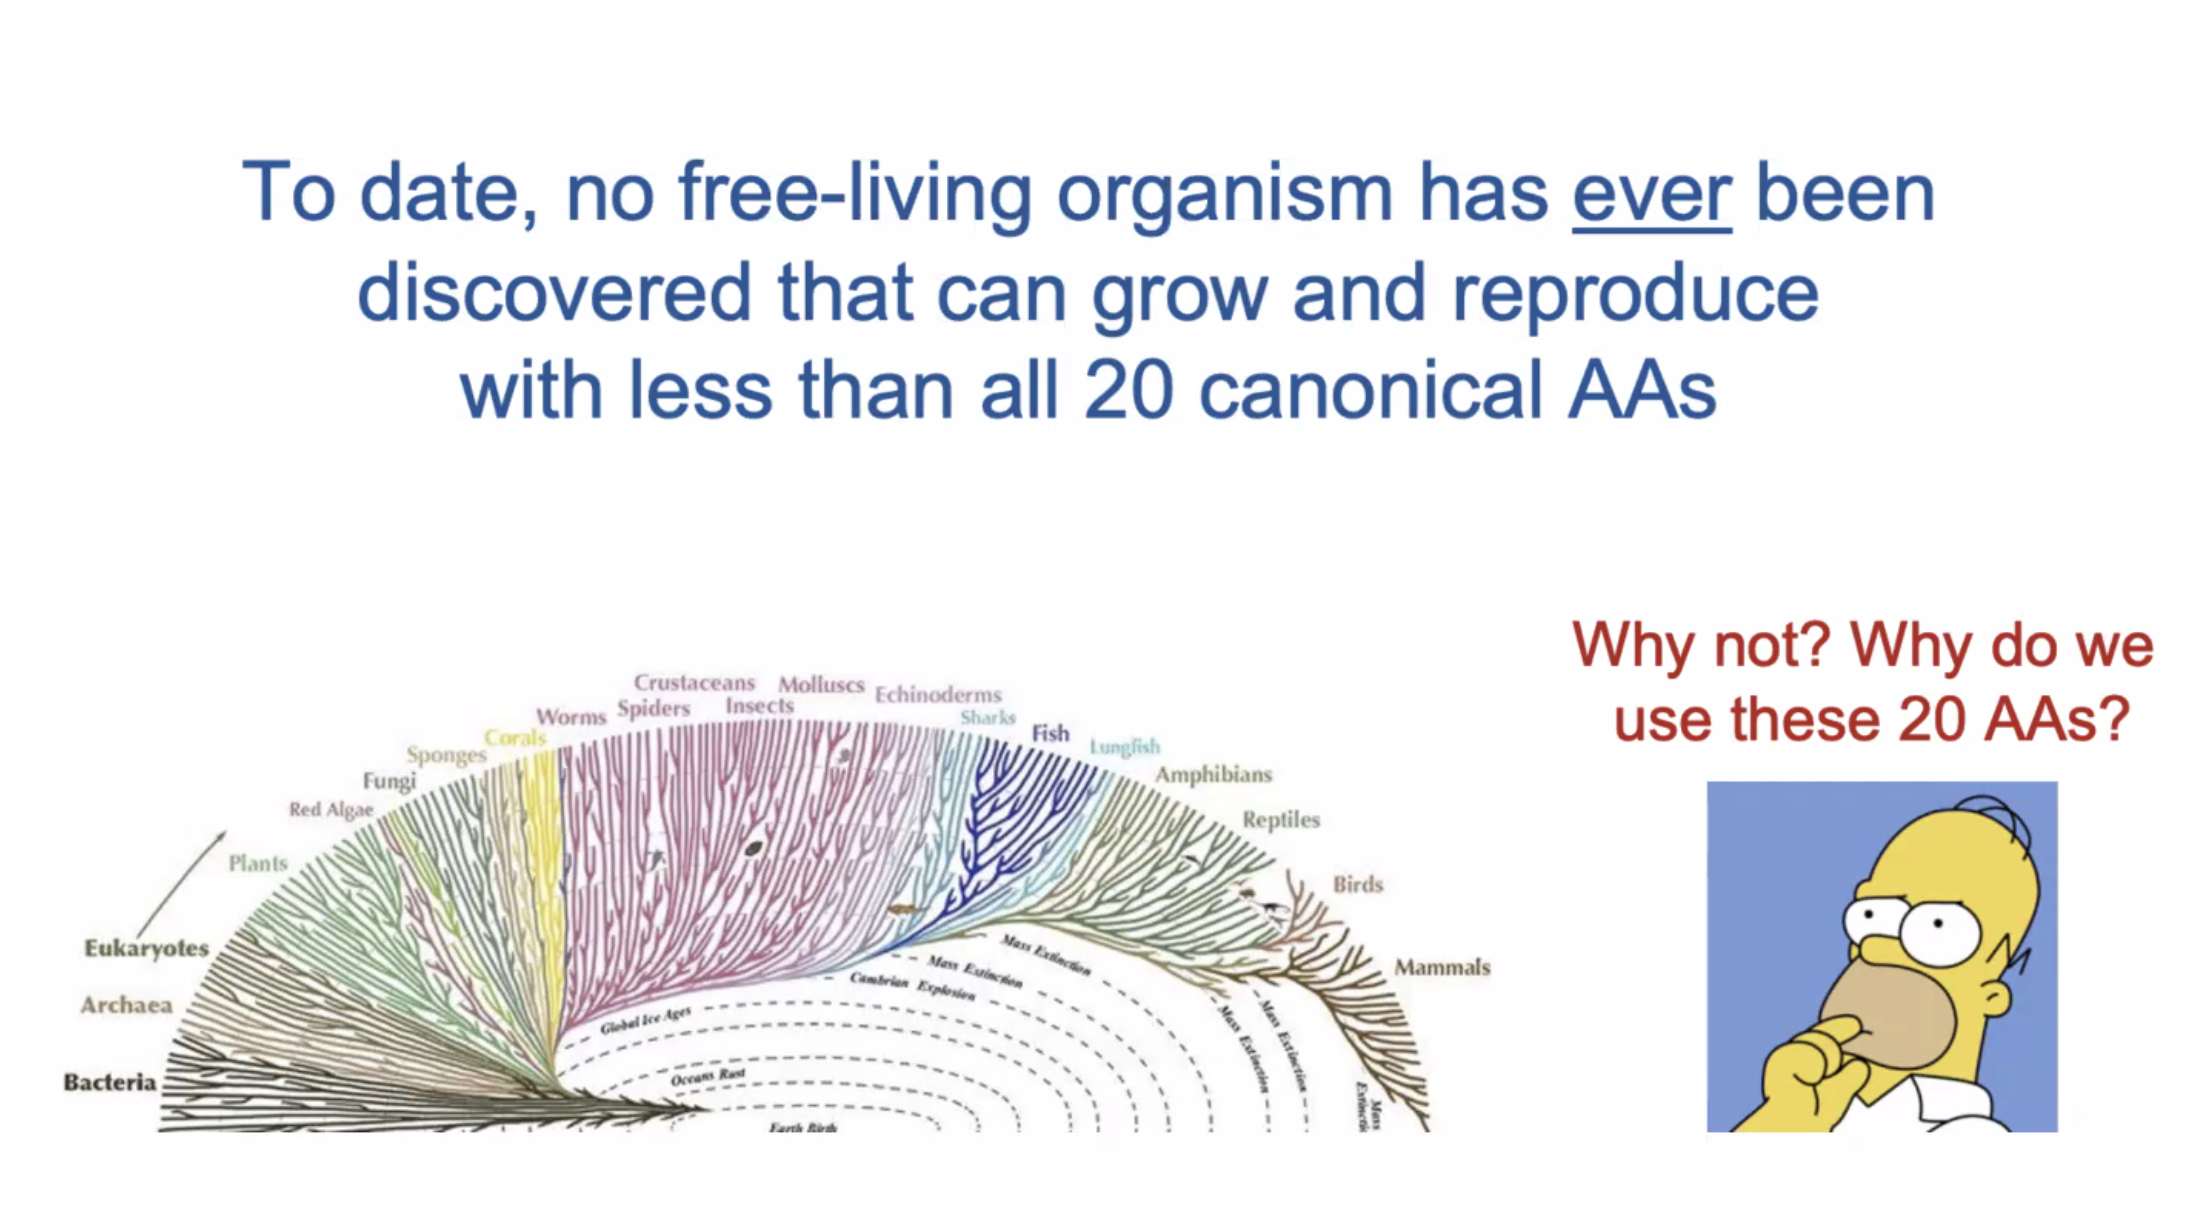 To date, no free-living organism has ever been
discovered that can grow and reproduce
with less than all 20 canonical AAs
Why not? Why do we
use these 20 AAs?
Crustaceans Molluscs Echinoderms
Worms Spiders Insects Sharks
Corals Fish Lunglish
Sponges Amphibians
Fungi
Red Algae Reptiles
Plants Birds
Eukaryotes Mammals
Archaea
Bacteria
Mass Extinction
Mass Extinction
Cambrian Explosion
Global Ice Ages
Mass Extinction
Mass Extinction
Oceans Rust
Mass
Earth Birth